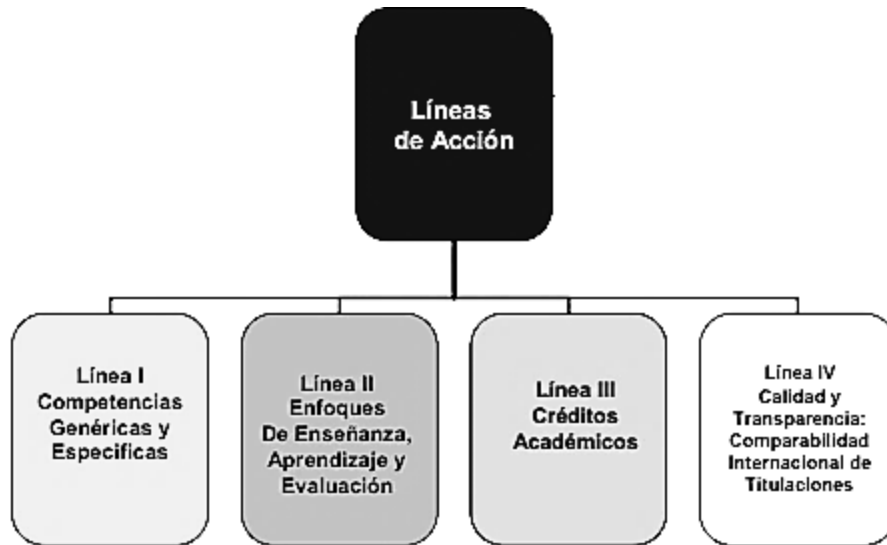 Líneas
de Acción
Línea I
Competencias
Genéricas y
Especificas
Línea II
Enfoques
De Enseñanza,
Aprendizaje y
Evaluación
Línea III
Créditos
Académicos
Línea IV
Calidad y
Transparencia:
Comparabilidad
Internacional de
Titulaciones